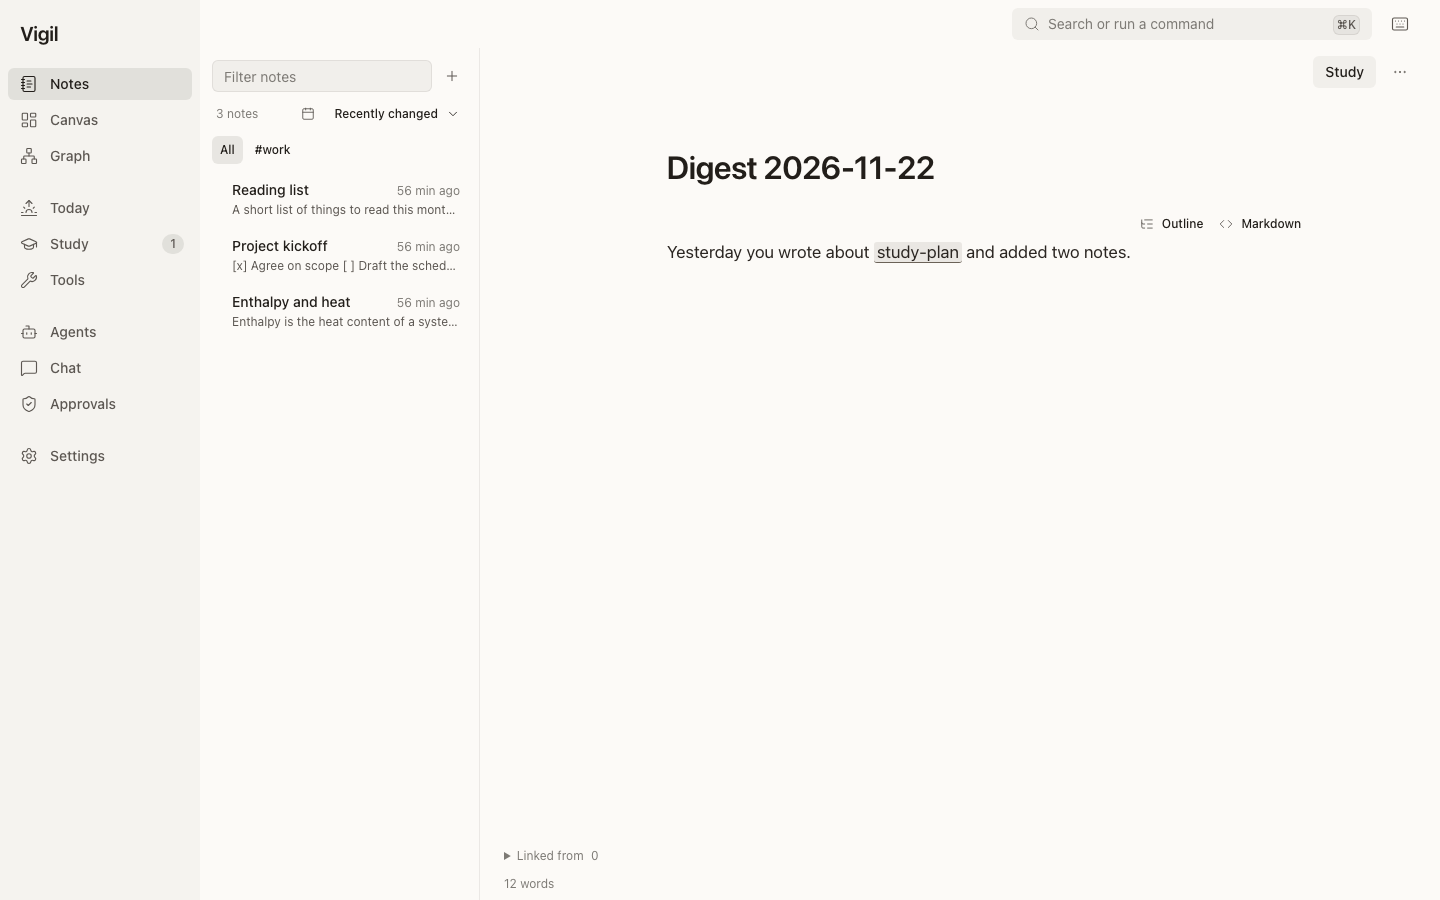 Vigil
Search or run a command ⌘K
Notes
Canvas
Graph
Today
Study 1
Tools
Agents
Chat
Approvals
Settings
Filter notes
3 notes Recently changed
All #work
Reading list 56 min ago
A short list of things to read this mont...
Project kickoff 56 min ago
[x] Agree on scope [ ] Draft the sched...
Enthalpy and heat 56 min ago
Enthalpy is the heat content of a syste...
Study
Digest 2026-11-22
Outline Markdown
Yesterday you wrote about study-plan and added two notes.
Linked from 0
12 words